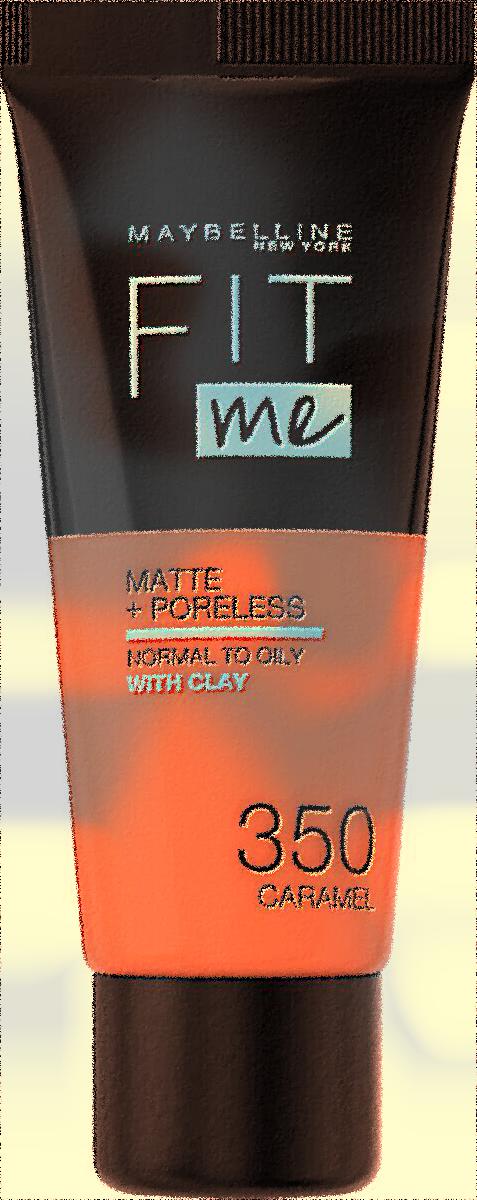 MAYBELLINE
NEW YORK
FIT
me
MATTE
+ PORELESS
NORMAL TO OILY
WITH CLAY
350
CARAMEL